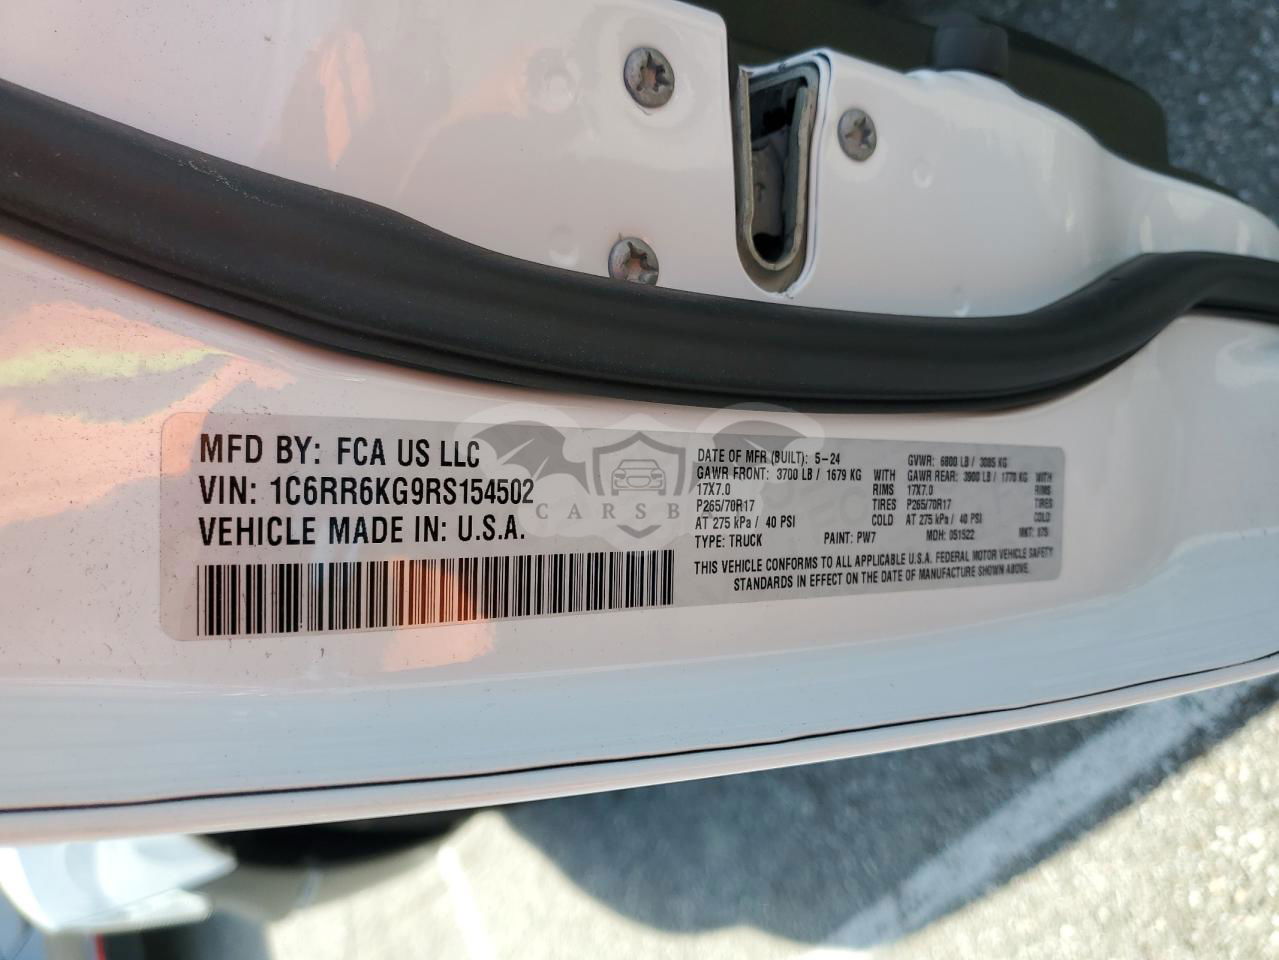 MFD BY: FCA US LLC
VIN: 1C6RR6KG9RS154502
VEHICLE MADE IN: U.S.A.
DATE OF MFR (BUILT): 5-24 GVWR: 6800 LB / 3085 KG
GAWR FRONT: 3700 LB / 1679 KG WITH GAWR REAR: 3900 LB / 1770 KG WITH
17X7.0 RIMS 17X7.0 RIMS
P265/70R17 TIRES P265/70R17 TIRES
AT 275 kPa / 40 PSI COLD AT 275 kPa / 40 PSI COLD
TYPE: TRUCK PAINT: PW7 MDH: 051522 MKT:
THIS VEHICLE CONFORMS TO ALL APPLICABLE U.S.A. FEDERAL MOTOR VEHICLE SAFETY
STANDARDS IN EFFECT ON THE DATE OF MANUFACTURE SHOWN ABOVE.